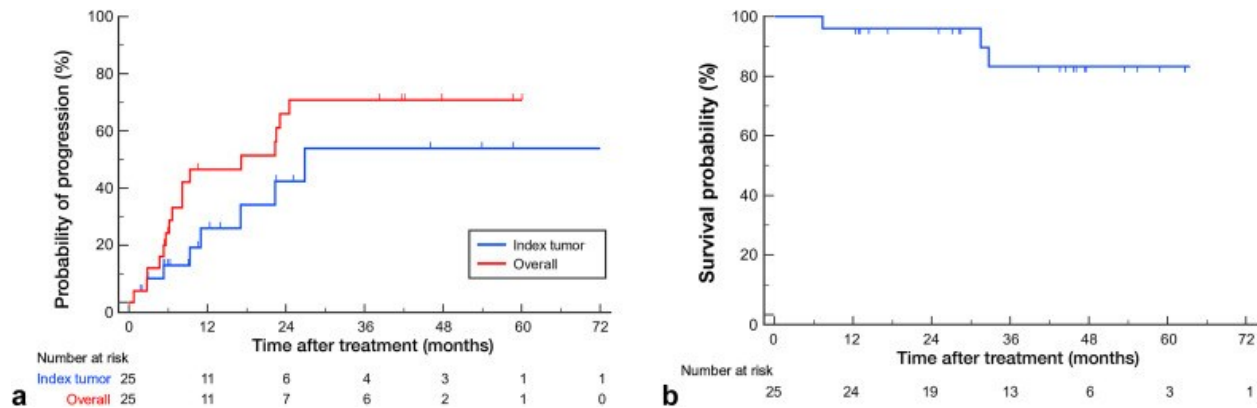 Probability of progression (%)
100
80
60
40
20
0
Index tumor
Overall
0 12 24 36 48 60 72
Time after treatment (months)
Number at risk
Index tumor 25 11 6 4 3 1 1
Overall 25 11 7 6 2 1 0
a
Survival probability (%)
100
80
60
40
20
0
0 12 24 36 48 60 72
Time after treatment (months)
Number at risk
25 24 19 13 6 3 1
b